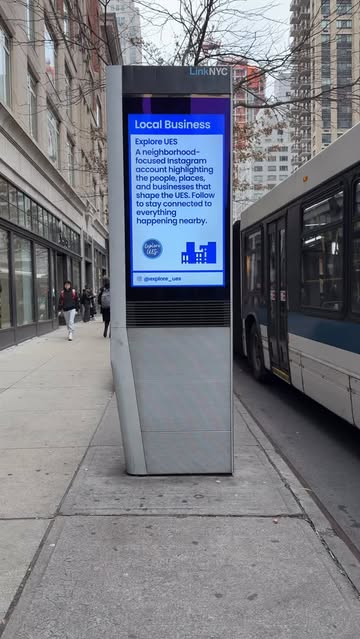 LinkNYC
Local Business
Explore UES
A neighborhood-
focused Instagram
account highlighting
the people, places,
and businesses that
shape the UES. Follow
to stay connected to
everything
happening nearby.
Explore
UES
@explore_ues